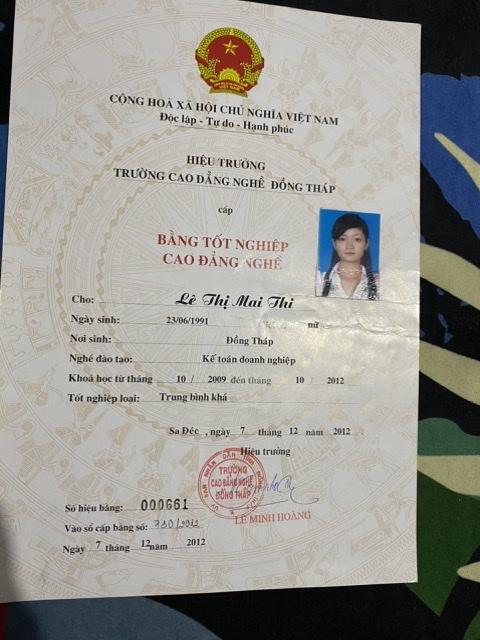 CỘNG HOÀ XÃ HỘI CHỦ NGHĨA VIỆT NAM
Độc lập - Tự do - Hạnh phúc
HIỆU TRƯỞNG
TRƯỜNG CAO ĐẲNG NGHỀ ĐỒNG THÁP
cấp
BẰNG TỐT NGHIỆP
CAO ĐẲNG NGHỀ
Cho: Lê Thị Mai Thi
Ngày sinh: 23/06/1991 nữ
Nơi sinh: Đồng Tháp
Nghề đào tạo: Kế toán doanh nghiệp
Khoá học từ tháng 10 / 2009 đến tháng 10 / 2012
Tốt nghiệp loại: Trung bình khá
Sa Đéc , ngày 7 tháng 12 năm 2012
Hiệu trưởng
TRƯỜNG
CAO ĐẲNG NGHỀ
ĐỒNG THÁP
LÊ MINH HOÀNG
Số hiệu bằng: 000661
Vào sổ cấp bằng số: 330/2012
Ngày 7 tháng 12 năm 2012